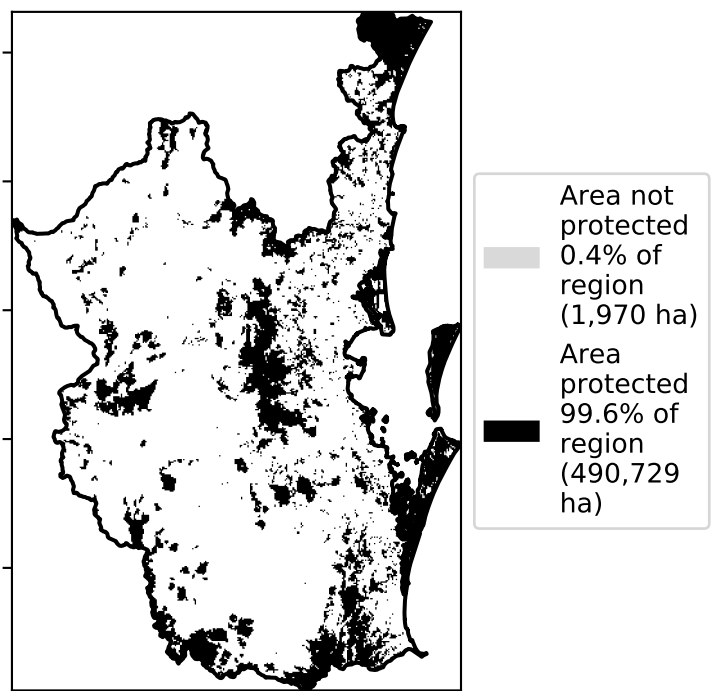 Area not
protected
0.4% of
region
(1,970 ha)
Area
protected
99.6% of
region
(490,729
ha)